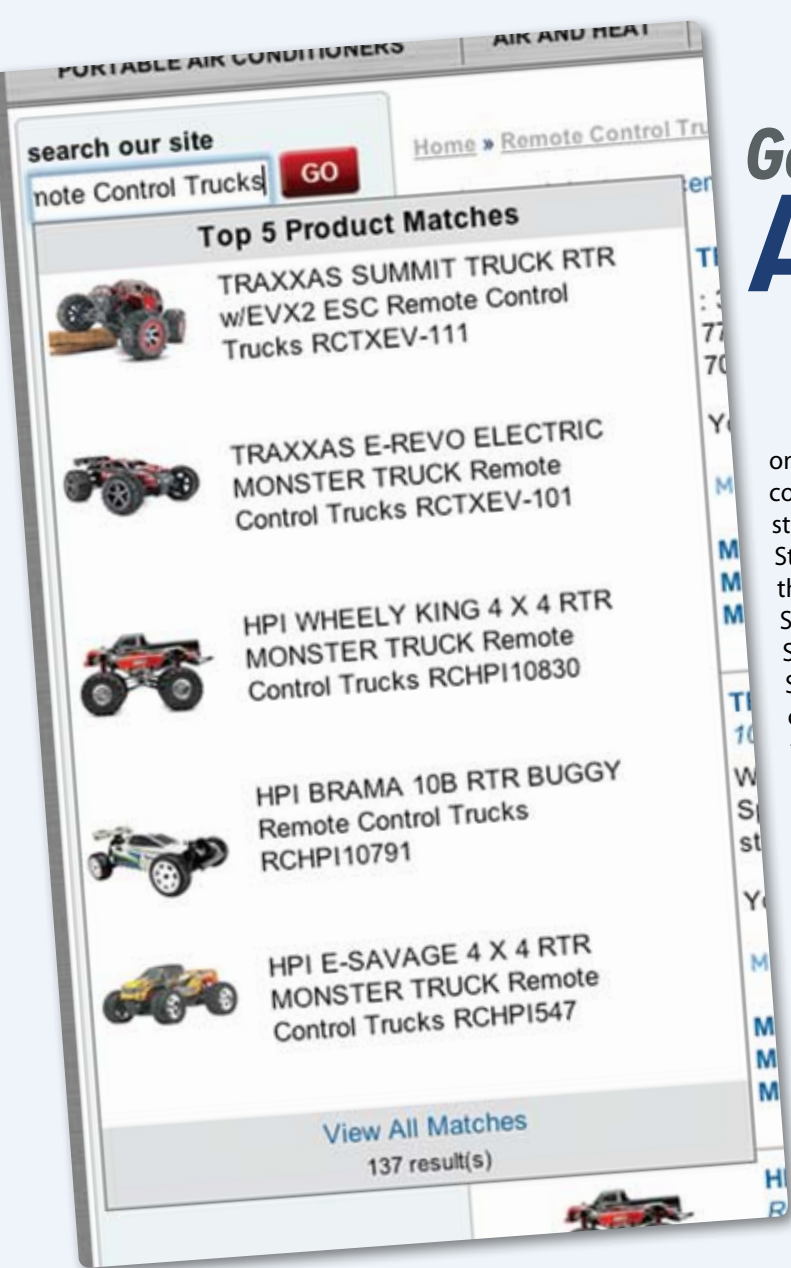 PORTABLE AIR CONDITIONERS
AIR AND HEAT
search our site
mote Control Trucks
GO
Home » Remote Control Tru
Top 5 Product Matches
TRAXXAS SUMMIT TRUCK RTR
w/EVX2 ESC Remote Control
Trucks RCTXEV-111
TRAXXAS E-REVO ELECTRIC
MONSTER TRUCK Remote
Control Trucks RCTXEV-101
HPI WHEELY KING 4 X 4 RTR
MONSTER TRUCK Remote
Control Trucks RCHPI10830
HPI BRAMA 10B RTR BUGGY
Remote Control Trucks
RCHPI10791
HPI E-SAVAGE 4 X 4 RTR
MONSTER TRUCK Remote
Control Trucks RCHPI547
View All Matches
137 result(s)